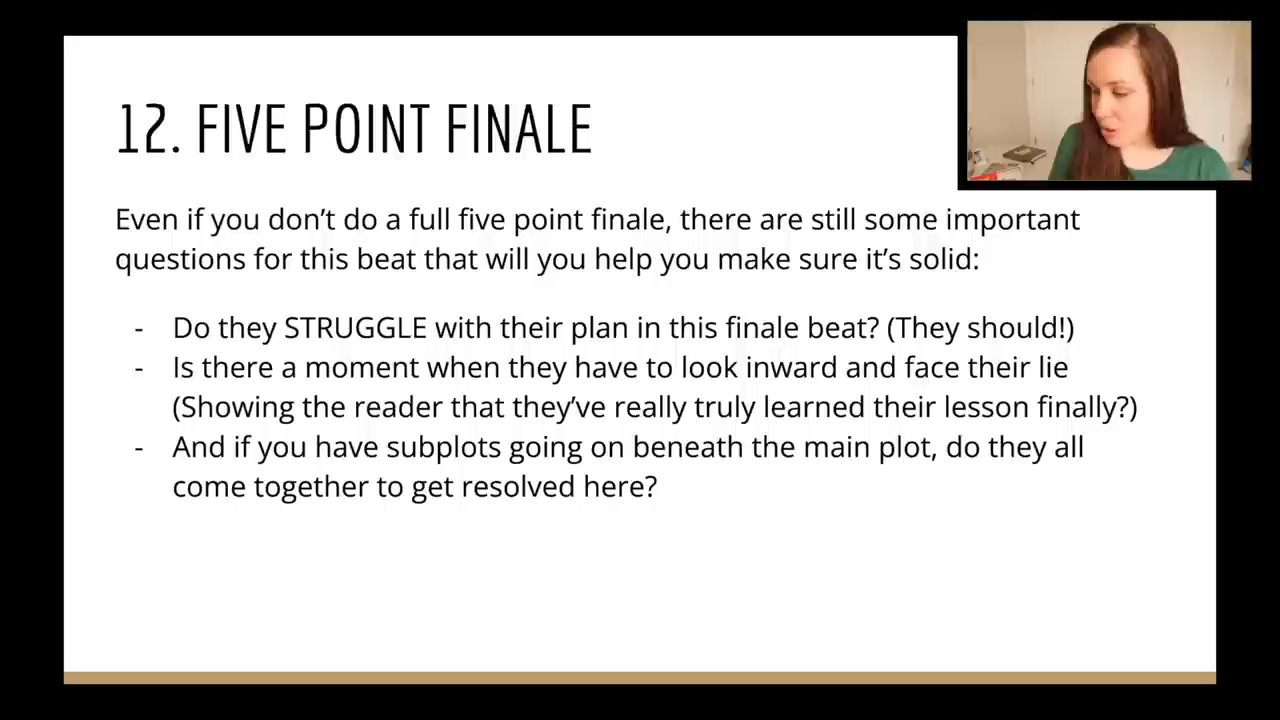 12. FIVE POINT FINALE
Even if you don't do a full five point finale, there are still some important
questions for this beat that will you help you make sure it's solid:
- Do they STRUGGLE with their plan in this finale beat? (They should!)
- Is there a moment when they have to look inward and face their lie
(Showing the reader that they've really truly learned their lesson finally?)
- And if you have subplots going on beneath the main plot, do they all
come together to get resolved here?